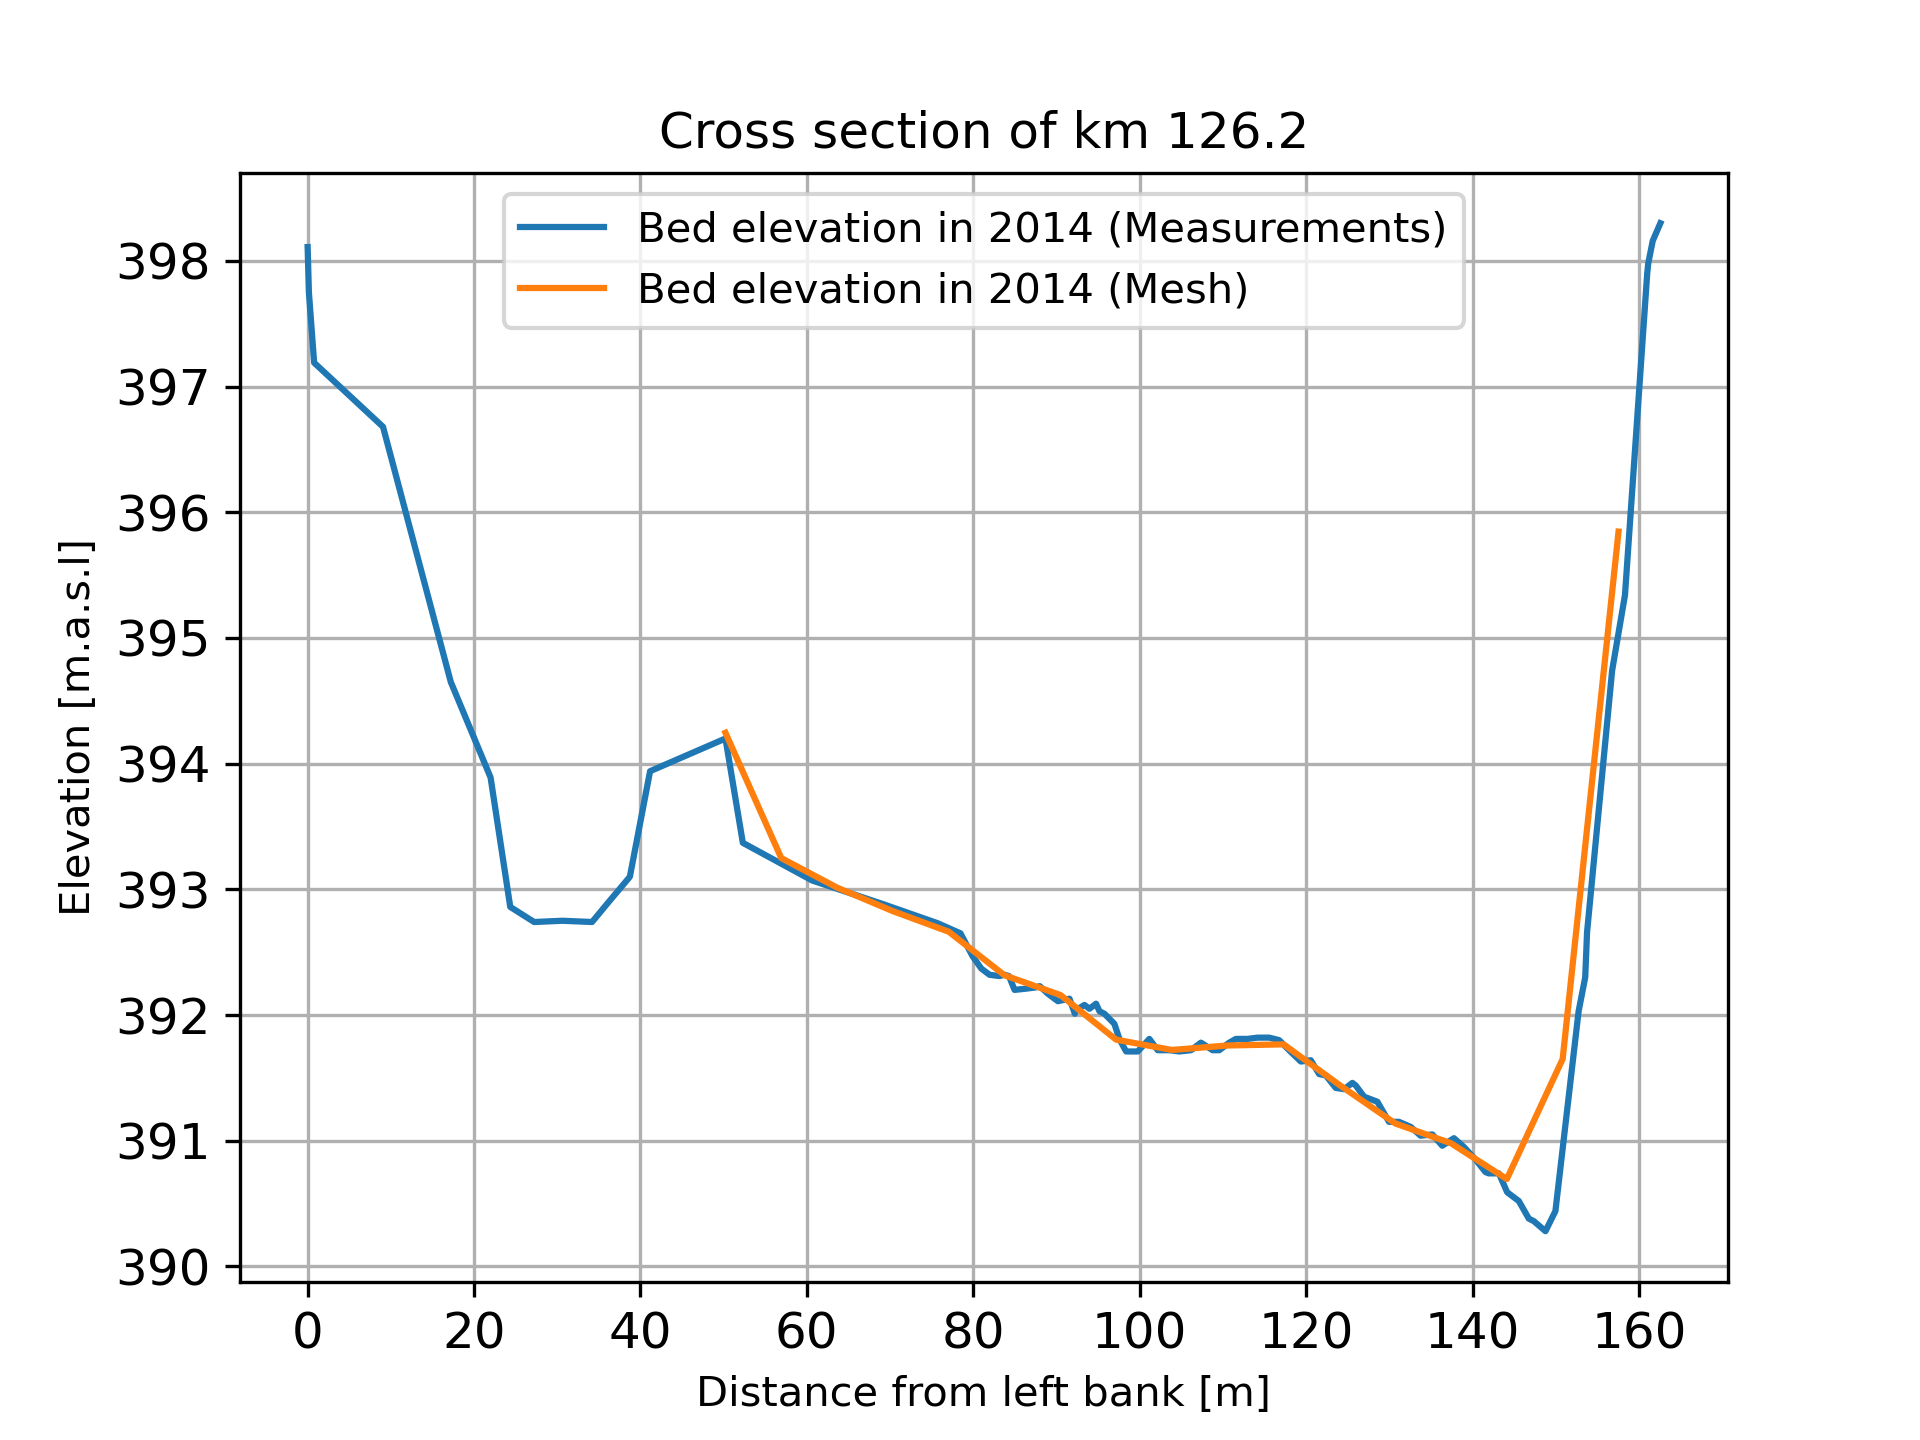 Cross section of km 126.2
Bed elevation in 2014 (Measurements)
Bed elevation in 2014 (Mesh)
398
397
396
395
394
393
392
391
390
Elevation [m.a.s.l]
0 20 40 60 80 100 120 140 160
Distance from left bank [m]